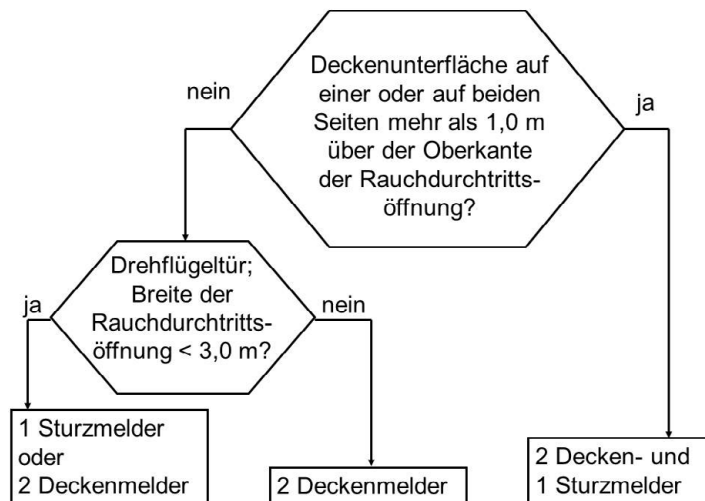 Deckenunterfläche auf
einer oder auf beiden
Seiten mehr als 1,0 m
über der Oberkante
der Rauchdurchtritts-
öffnung?
nein
ja
Drehflügeltür;
Breite der
Rauchdurchtritts-
öffnung < 3,0 m?
ja
nein
1 Sturzmelder
oder
2 Deckenmelder
2 Deckenmelder
2 Decken- und
1 Sturzmelder